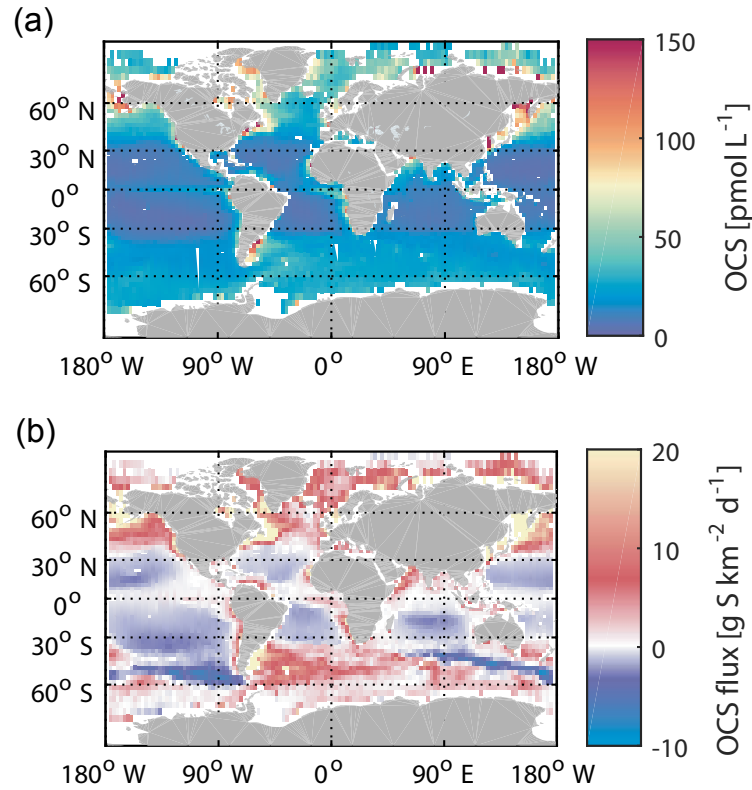 (a)
60° N
30° N
0°
30° S
60° S
180° W 90° W 0° 90° E 180° W
150
100
50
0
OCS [pmol L⁻¹]
(b)
60° N
30° N
0°
30° S
60° S
180° W 90° W 0° 90° E 180° W
20
10
0
-10
OCS flux [g S km⁻² d⁻¹]